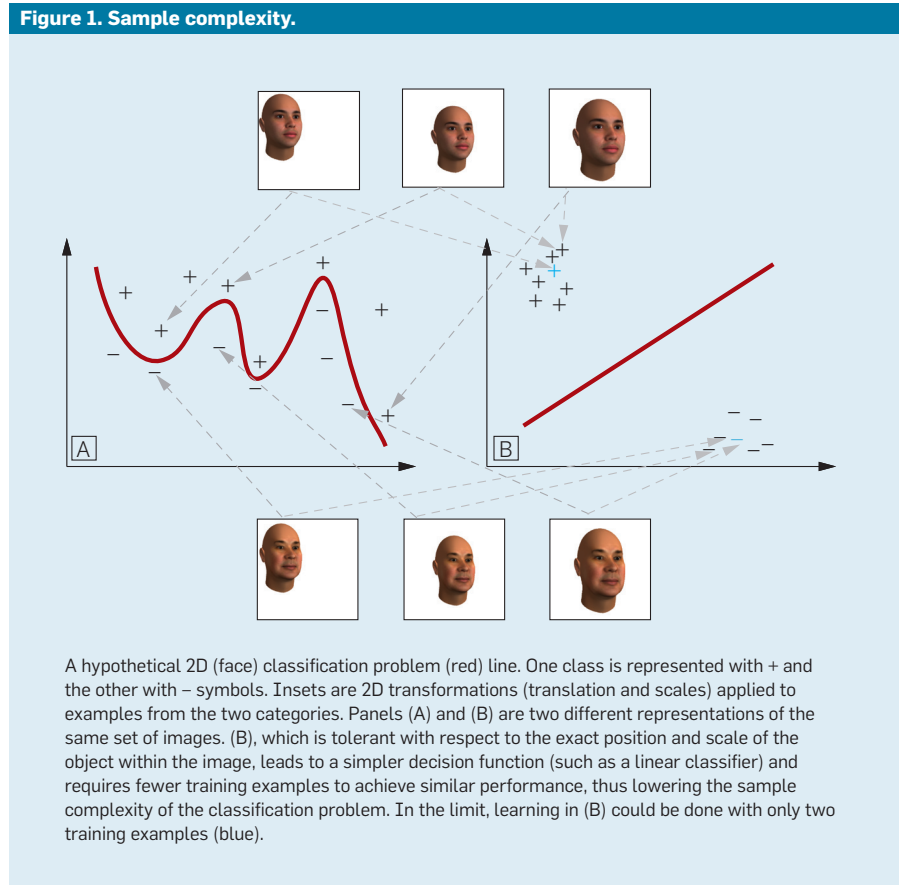 Figure 1. Sample complexity.
A
B
A hypothetical 2D (face) classification problem (red) line. One class is represented with + and
the other with – symbols. Insets are 2D transformations (translation and scales) applied to
examples from the two categories. Panels (A) and (B) are two different representations of the
same set of images. (B), which is tolerant with respect to the exact position and scale of the
object within the image, leads to a simpler decision function (such as a linear classifier) and
requires fewer training examples to achieve similar performance, thus lowering the sample
complexity of the classification problem. In the limit, learning in (B) could be done with only two
training examples (blue).